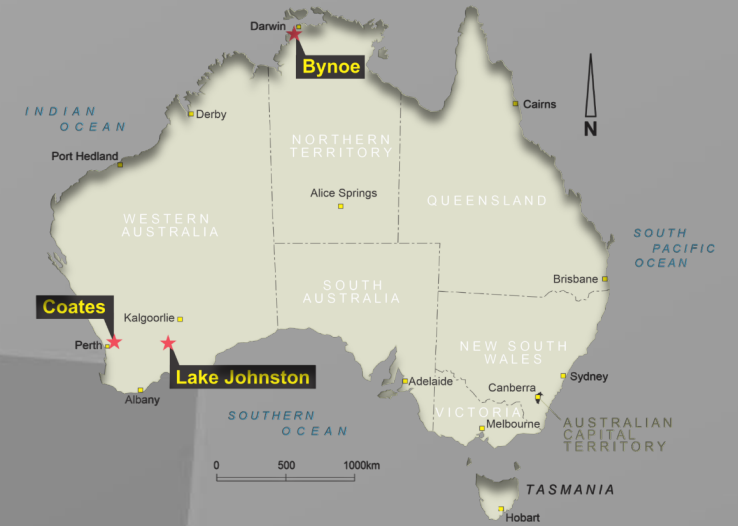 Darwin
Bynoe
INDIAN
OCEAN
Derby
Cairns
N
NORTHERN
TERRITORY
Port Hedland
Alice Springs
QUEENSLAND
WESTERN
AUSTRALIA
SOUTH
PACIFIC
OCEAN
Brisbane
SOUTH
AUSTRALIA
Coates
Kalgoorlie
Perth
NEW SOUTH
WALES
Lake Johnston
Sydney
Adelaide
Canberra
Albany
SOUTHERN
OCEAN
VICTORIA
Melbourne
AUSTRALIAN
CAPITAL
TERRITORY
0 500 1000km
TASMANIA
Hobart